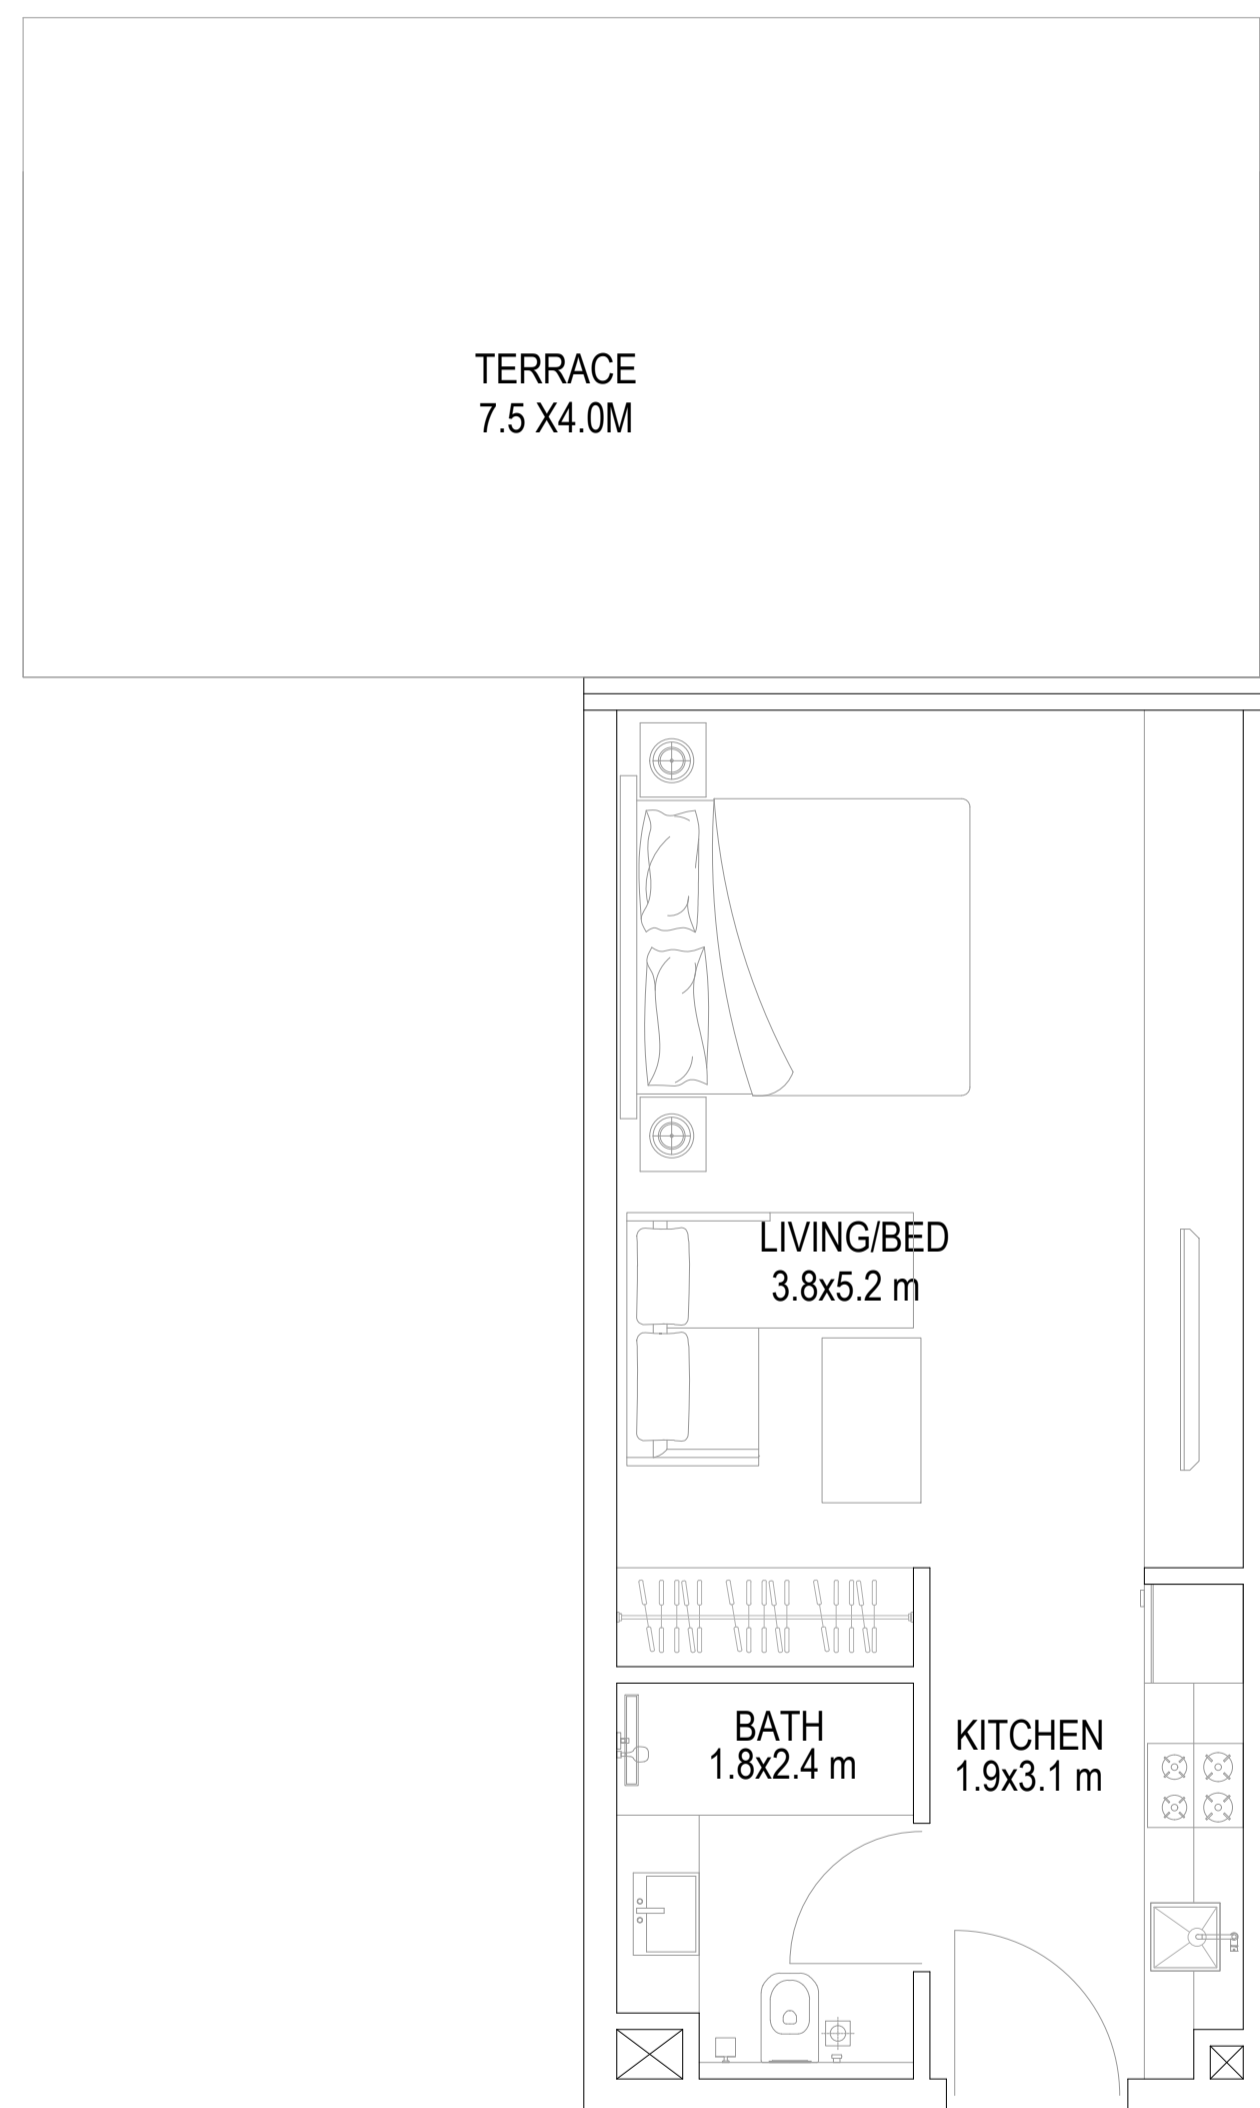 TERRACE
7.5 X4.0M
LIVING/BED
3.8x5.2 m
BATH
1.8x2.4 m
KITCHEN
1.9x3.1 m